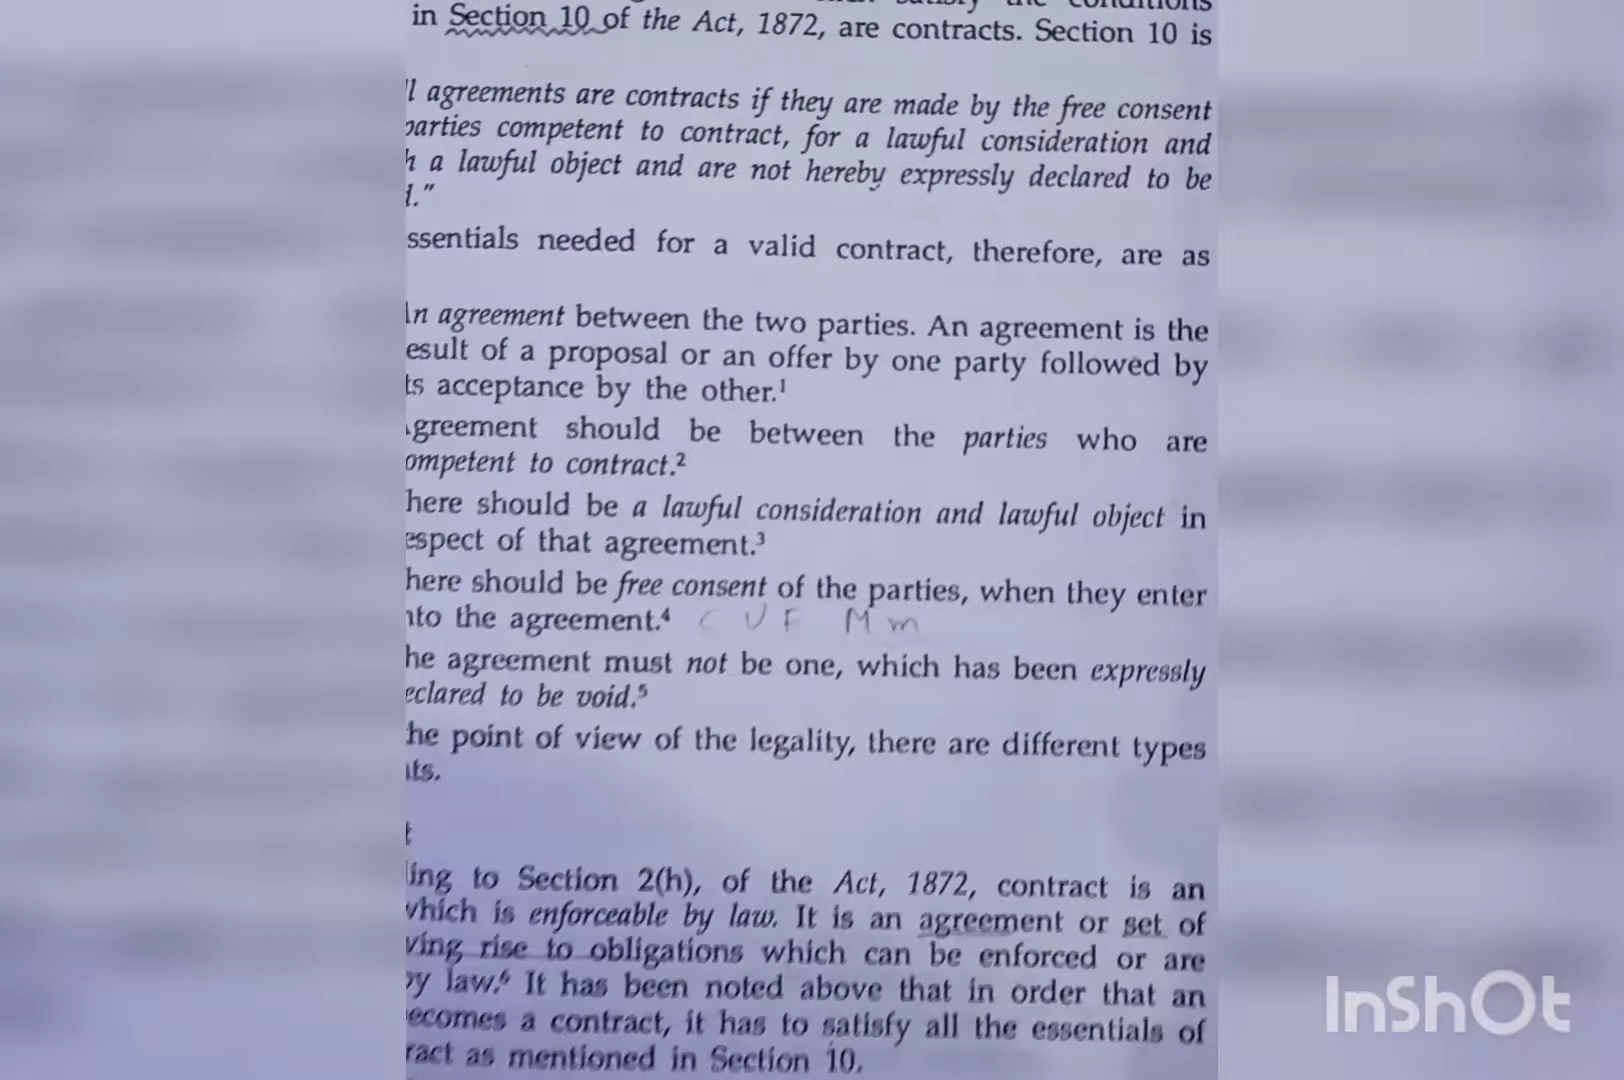 in Section 10 of the Act, 1872, are contracts. Section 10 is
agreements are contracts if they are made by the free consent
parties competent to contract, for a lawful consideration and
a lawful object and are not hereby expressly declared to be
ssentials needed for a valid contract, therefore, are as
An agreement between the two parties. An agreement is the
esult of a proposal or an offer by one party followed by
ts acceptance by the other.¹
greement should be between the parties who are
ompetent to contract.²
here should be a lawful consideration and lawful object in
espect of that agreement.³
here should be free consent of the parties, when they enter
nto the agreement.⁴ C U F M m
he agreement must not be one, which has been expressly
eclared to be void.⁵
he point of view of the legality, there are different types
nts.
ing to Section 2(h), of the Act, 1872, contract is an
which is enforceable by law. It is an agreement or set of
ving rise to obligations which can be enforced or are
by law.⁶ It has been noted above that in order that an
ecomes a contract, it has to satisfy all the essentials of
ract as mentioned in Section 10.
InShOt